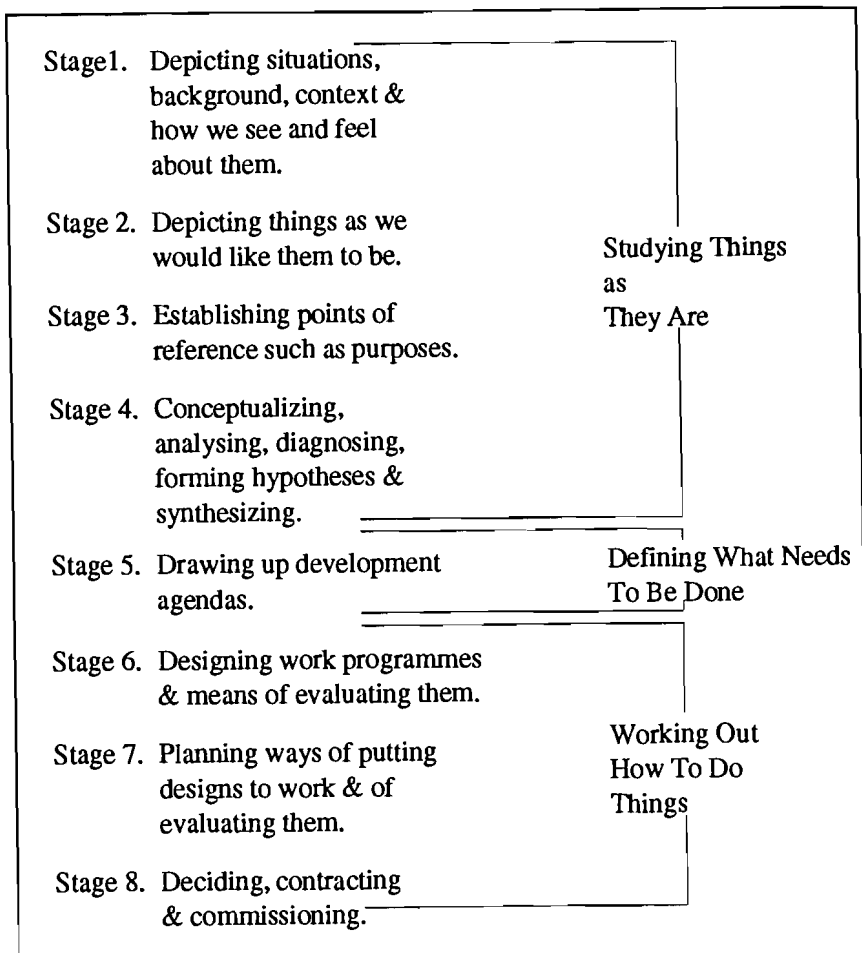 Stage1. Depicting situations,
background, context &
how we see and feel
about them.
Stage 2. Depicting things as we
would like them to be.
Stage 3. Establishing points of
reference such as purposes.
Stage 4. Conceptualizing,
analysing, diagnosing,
forming hypotheses &
synthesizing.
Studying Things
as
They Are
Stage 5. Drawing up development
agendas.
Defining What Needs
To Be Done
Stage 6. Designing work programmes
& means of evaluating them.
Stage 7. Planning ways of putting
designs to work & of
evaluating them.
Stage 8. Deciding, contracting
& commissioning.
Working Out
How To Do
Things